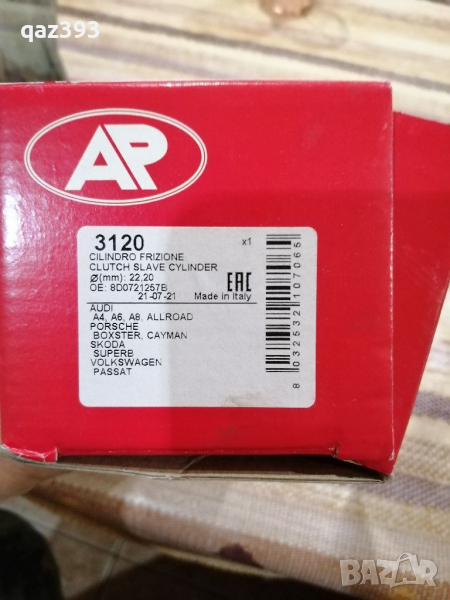 qaz393
AP
3120 x1
CILINDRO FRIZIONE
CLUTCH SLAVE CYLINDER
Ø(mm): 22,20
OE: 8D0721257B
EAC
21-07-21 Made in Italy
AUDI
A4, A6, A8, ALLROAD
PORSCHE
BOXSTER, CAYMAN
SKODA
SUPERB
VOLKSWAGEN
PASSAT
8 032532 107065
BAZAR